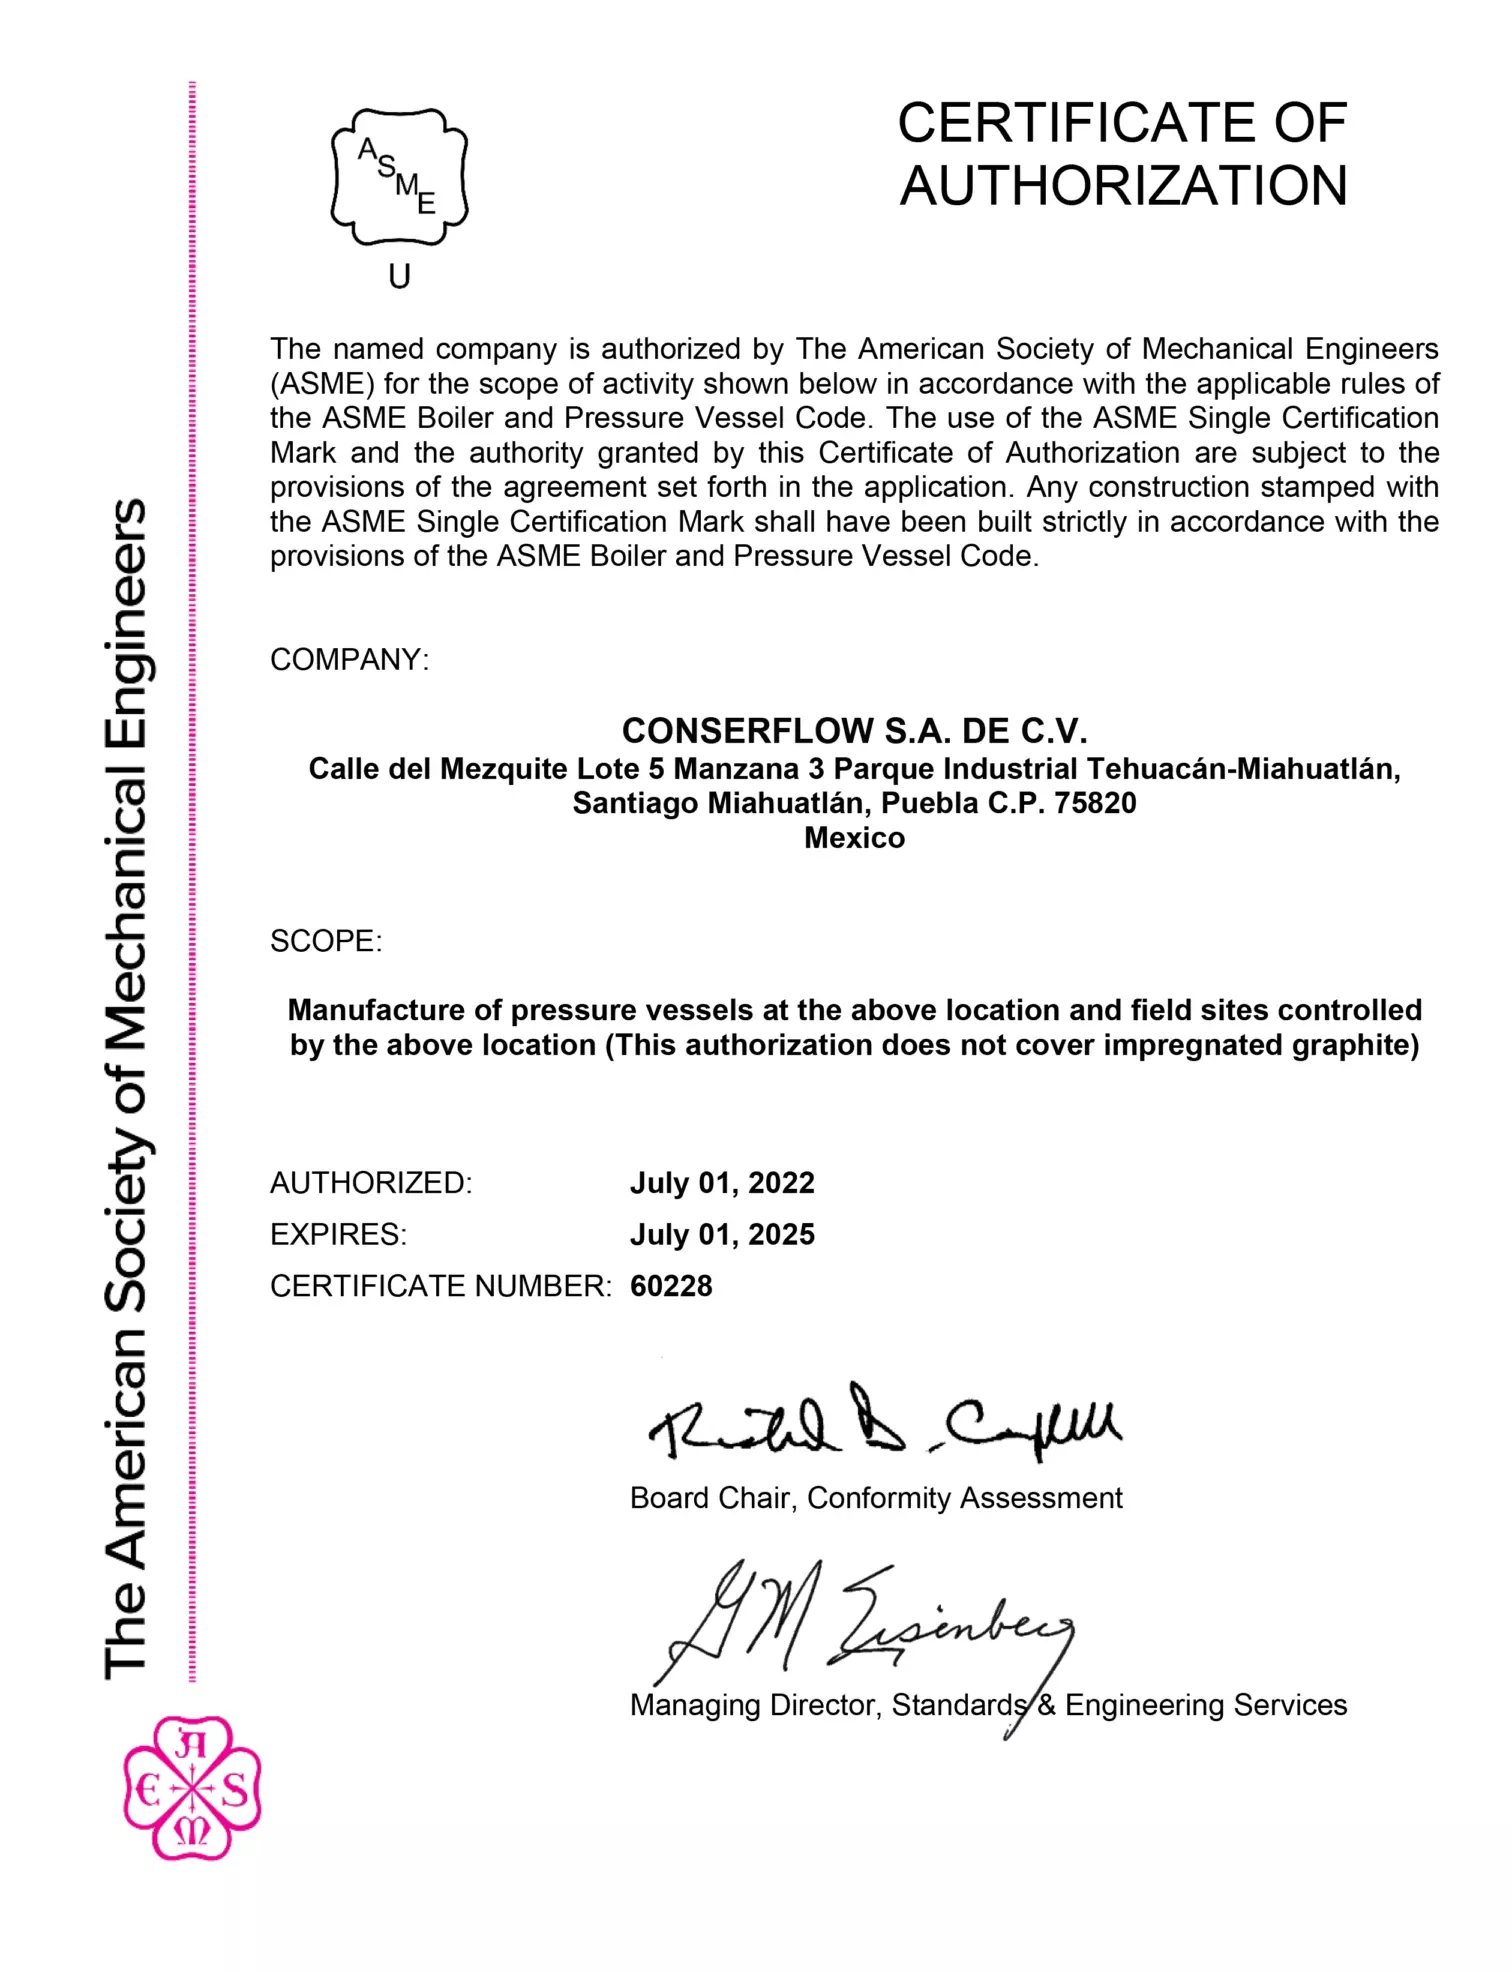 The American Society of Mechanical Engineers
A
S
M
E
U
CERTIFICATE OF
AUTHORIZATION
The named company is authorized by The American Society of Mechanical Engineers
(ASME) for the scope of activity shown below in accordance with the applicable rules of
the ASME Boiler and Pressure Vessel Code. The use of the ASME Single Certification
Mark and the authority granted by this Certificate of Authorization are subject to the
provisions of the agreement set forth in the application. Any construction stamped with
the ASME Single Certification Mark shall have been built strictly in accordance with the
provisions of the ASME Boiler and Pressure Vessel Code.
COMPANY:
CONSERFLOW S.A. DE C.V.
Calle del Mezquite Lote 5 Manzana 3 Parque Industrial Tehuacán-Miahuatlán,
Santiago Miahuatlán, Puebla C.P. 75820
Mexico
SCOPE:
Manufacture of pressure vessels at the above location and field sites controlled
by the above location (This authorization does not cover impregnated graphite)
AUTHORIZED: July 01, 2022
EXPIRES: July 01, 2025
CERTIFICATE NUMBER: 60228
Board Chair, Conformity Assessment
GM Eisenberg
Managing Director, Standards & Engineering Services
A
E S
M